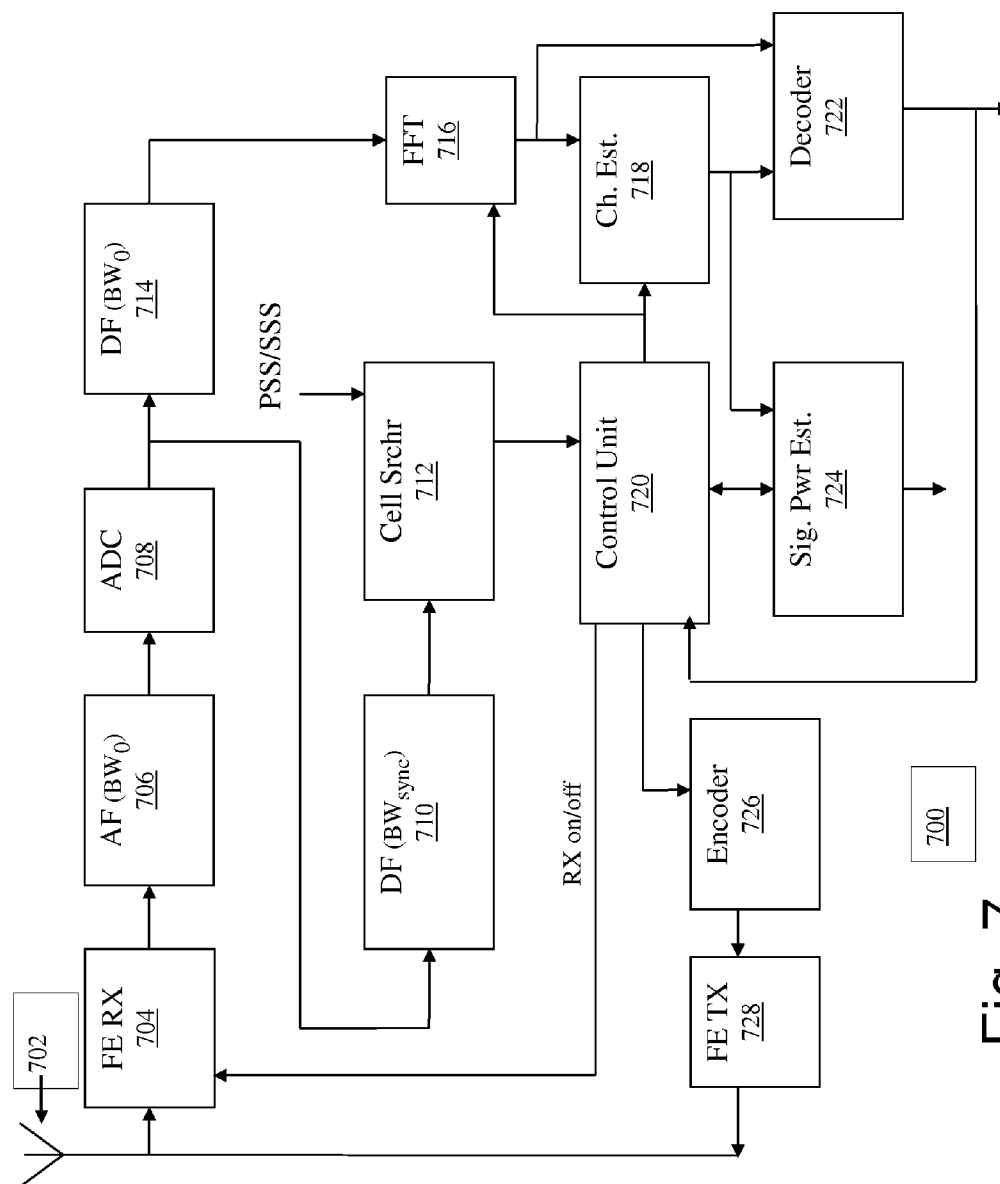 702
FE RX
704
AF (BW0)
706
ADC
708
DF (BW0)
714
DF (BWsync)
710
PSS/SSS
Cell Srchr
712
FFT
716
RX on/off
Control Unit
720
Ch. Est.
718
FE TX
728
Encoder
726
Sig. Pwr Est.
724
Decoder
722
700
Fig. 7